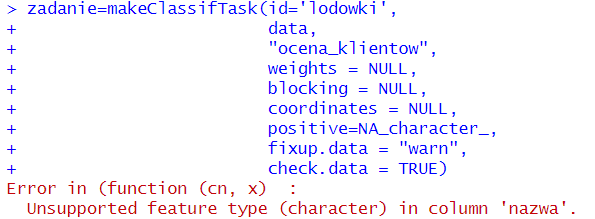 > zadanie=makeClassifTask(id='lodowki',
+ data,
+ "ocena_klientow",
+ weights = NULL,
+ blocking = NULL,
+ coordinates = NULL,
+ positive=NA_character_,
+ fixup.data = "warn",
+ check.data = TRUE)
Error in (function (cn, x)  :
  Unsupported feature type (character) in column 'nazwa'.